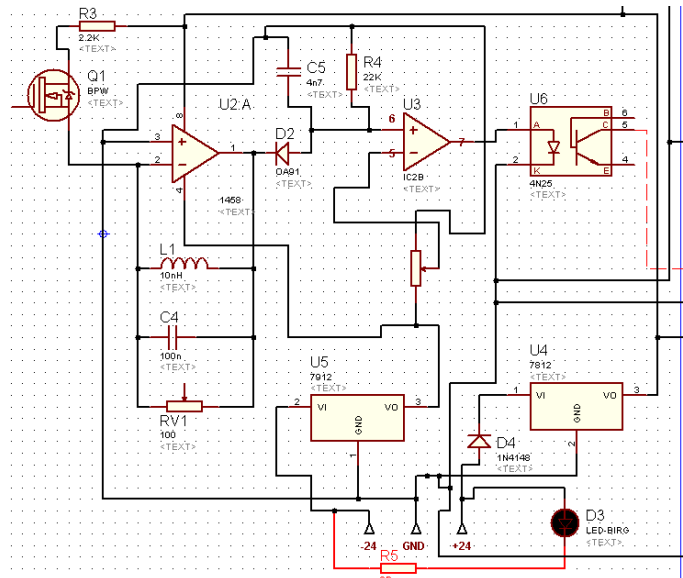 R3
2.2K
<TEXT>
Q1
BPW
<TEXT>
U2:A
8
3
2
1
4
1458
<TEXT>
C5
4n7
<TEXT>
R4
22K
<TEXT>
D2
OA91
<TEXT>
U3
6
5
7
IC2B
<TEXT>
U6
1
A
2
K
B
6
C
5
E
4
4N25
<TEXT>
L1
10nH
<TEXT>
C4
100n
<TEXT>
RV1
100
<TEXT>
U5
7912
<TEXT>
2
VI
VO
3
GND
1
U4
7812
<TEXT>
1
VI
VO
3
GND
2
D4
1N4148
<TEXT>
D3
LED-BIRG
<TEXT>
-24
GND
+24
R5